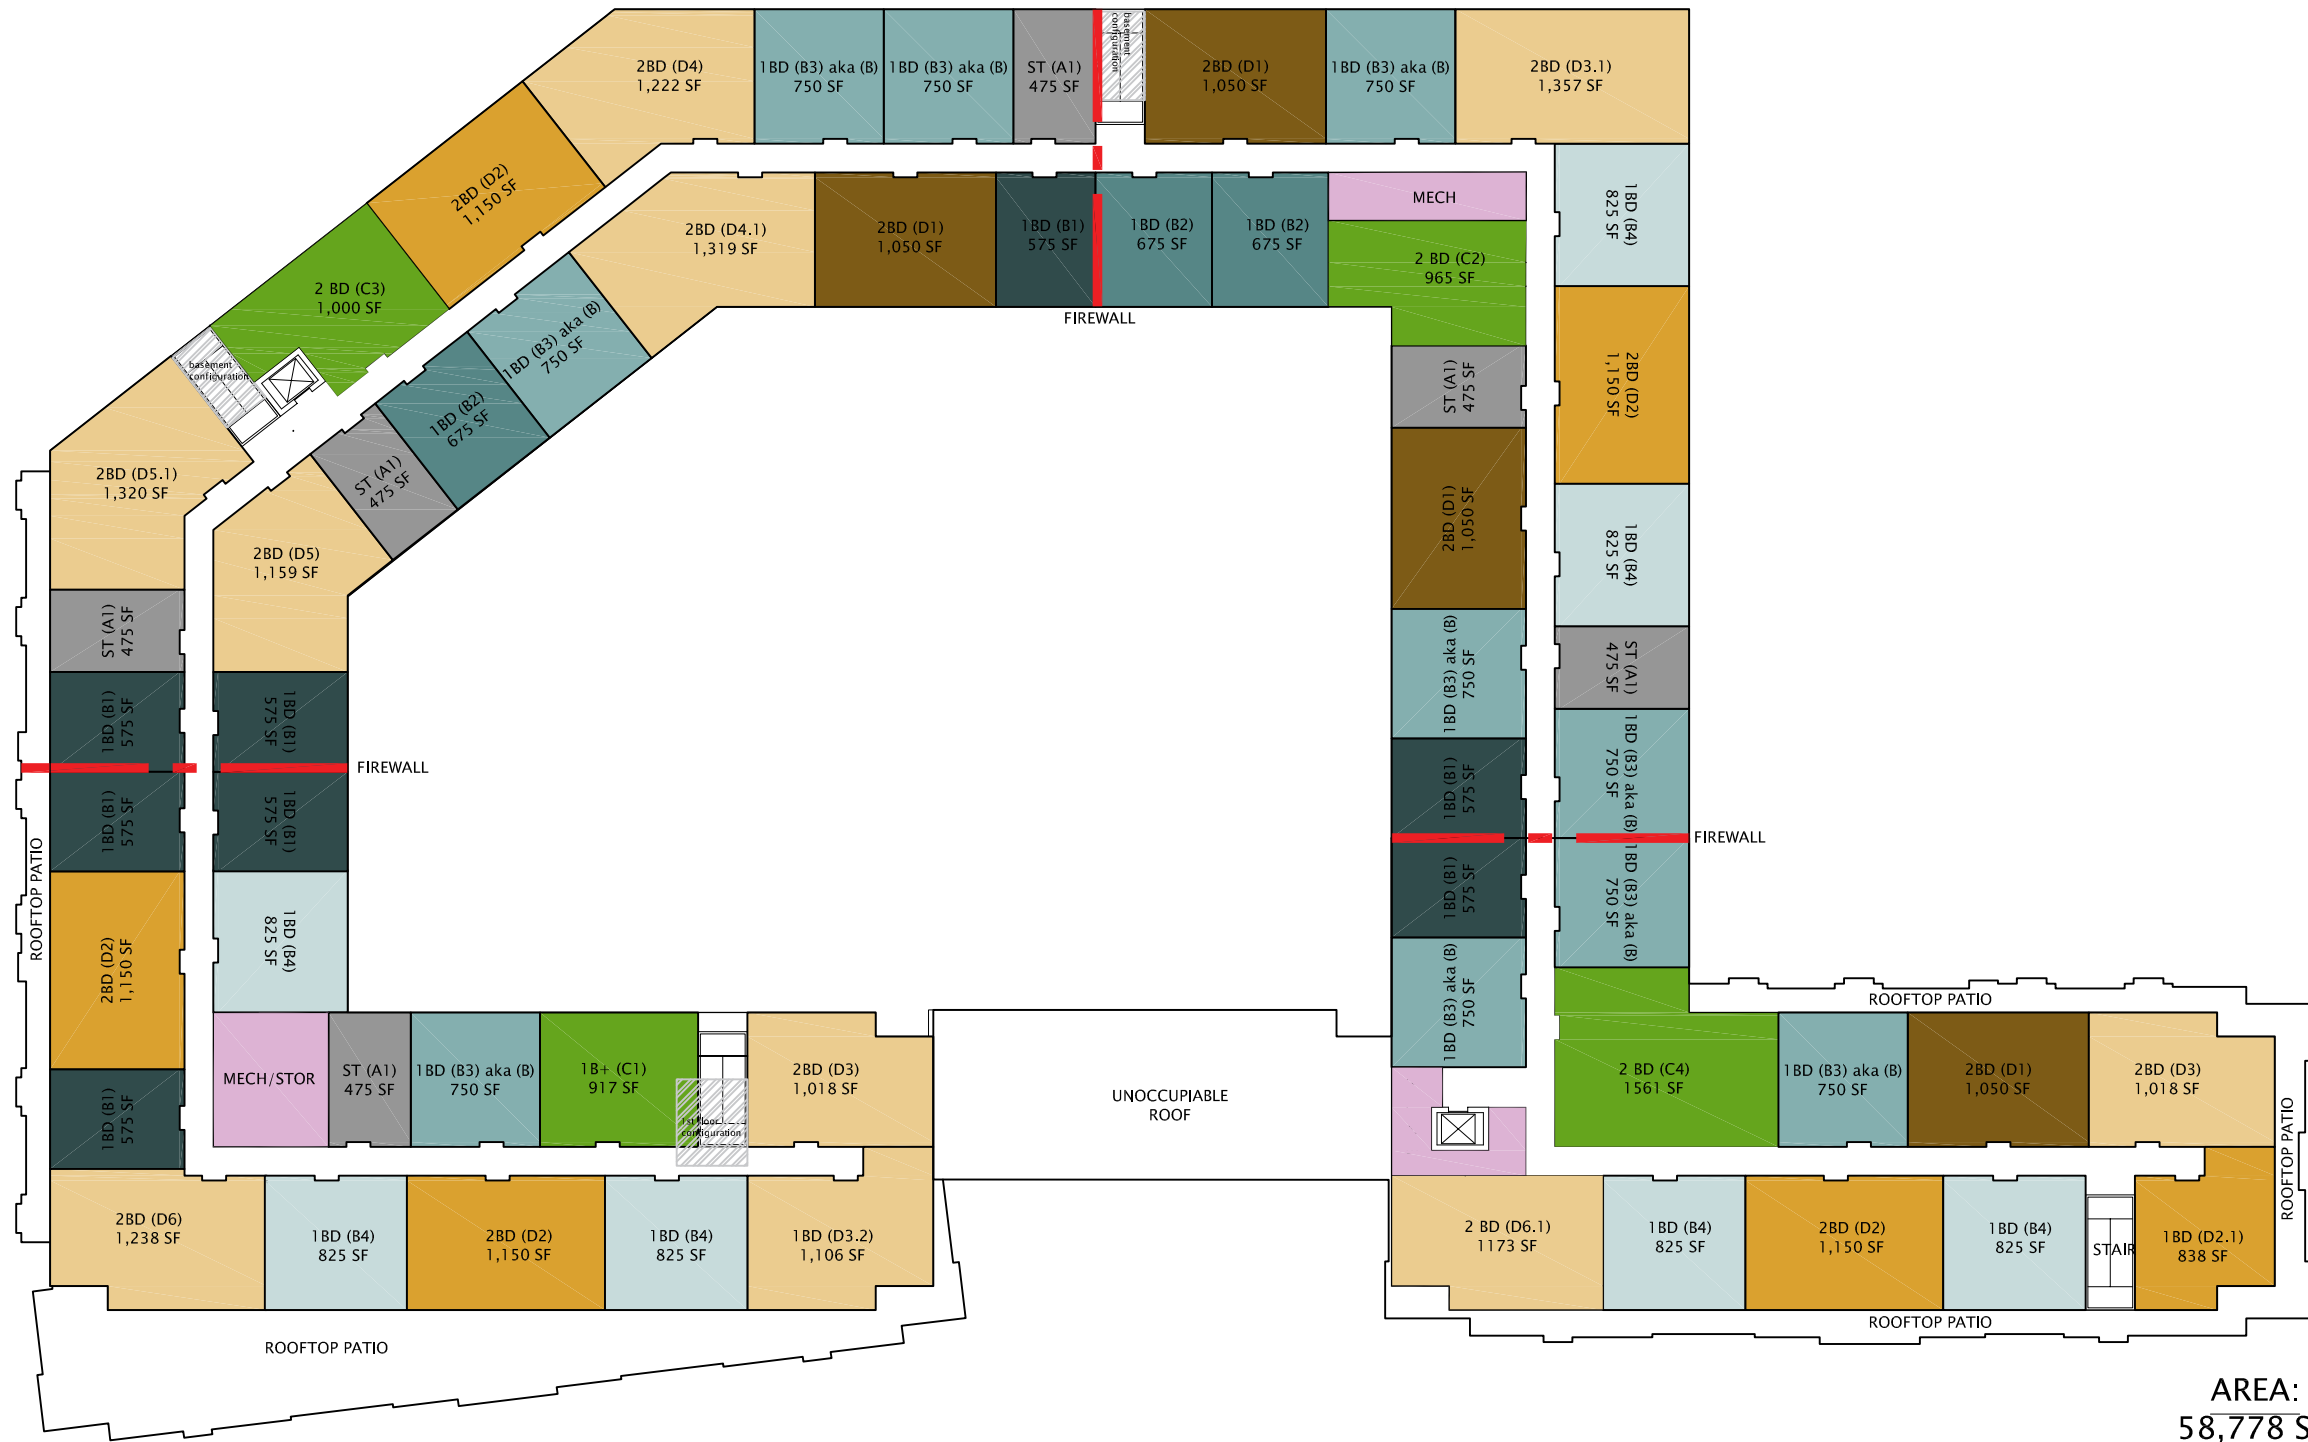 2BD (D4)
1,222 SF
1BD (B3) aka (B)
750 SF
1BD (B3) aka (B)
750 SF
ST (A1)
475 SF
basement
configuration
2BD (D1)
1,050 SF
1BD (B3) aka (B)
750 SF
2BD (D3.1)
1,357 SF
2BD (D2)
1,150 SF
2BD (D4.1)
1,319 SF
2BD (D1)
1,050 SF
1BD (B1)
575 SF
1BD (B2)
675 SF
1BD (B2)
675 SF
MECH
1BD (B4)
825 SF
2 BD (C2)
965 SF
2 BD (C3)
1,000 SF
FIREWALL
1BD (B3) aka (B)
750 SF
basement
configuration
1BD (B2)
675 SF
ST (A1)
475 SF
ST (A1)
475 SF
2BD (D2)
1,150 SF
2BD (D5.1)
1,320 SF
2BD (D5)
1,159 SF
2BD (D1)
1,050 SF
1BD (B4)
825 SF
ST (A1)
475 SF
1BD (B3) aka (B)
750 SF
ST (A1)
475 SF
1BD (B1)
575 SF
1BD (B1)
575 SF
FIREWALL
1BD (B1)
575 SF
1BD (B3) aka (B)
750 SF
1BD (B1)
575 SF
1BD (B1)
575 SF
FIREWALL
1BD (B1)
575 SF
1BD (B3) aka (B)
750 SF
ROOFTOP PATIO
2BD (D2)
1,150 SF
1BD (B4)
825 SF
1BD (B3) aka (B)
750 SF
ROOFTOP PATIO
MECH/STOR
ST (A1)
475 SF
1BD (B3) aka (B)
750 SF
1B+ (C1)
917 SF
2BD (D3)
1,018 SF
UNOCCUPIABLE
ROOF
2 BD (C4)
1561 SF
1BD (B3) aka (B)
750 SF
2BD (D1)
1,050 SF
2BD (D3)
1,018 SF
1BD (B1)
575 SF
1st floor
configuration
ROOFTOP PATIO
2BD (D6)
1,238 SF
1BD (B4)
825 SF
2BD (D2)
1,150 SF
1BD (B4)
825 SF
1BD (D3.2)
1,106 SF
2 BD (D6.1)
1173 SF
1BD (B4)
825 SF
2BD (D2)
1,150 SF
1BD (B4)
825 SF
STAIR
1BD (D2.1)
838 SF
ROOFTOP PATIO
ROOFTOP PATIO
AREA:
58,778 S